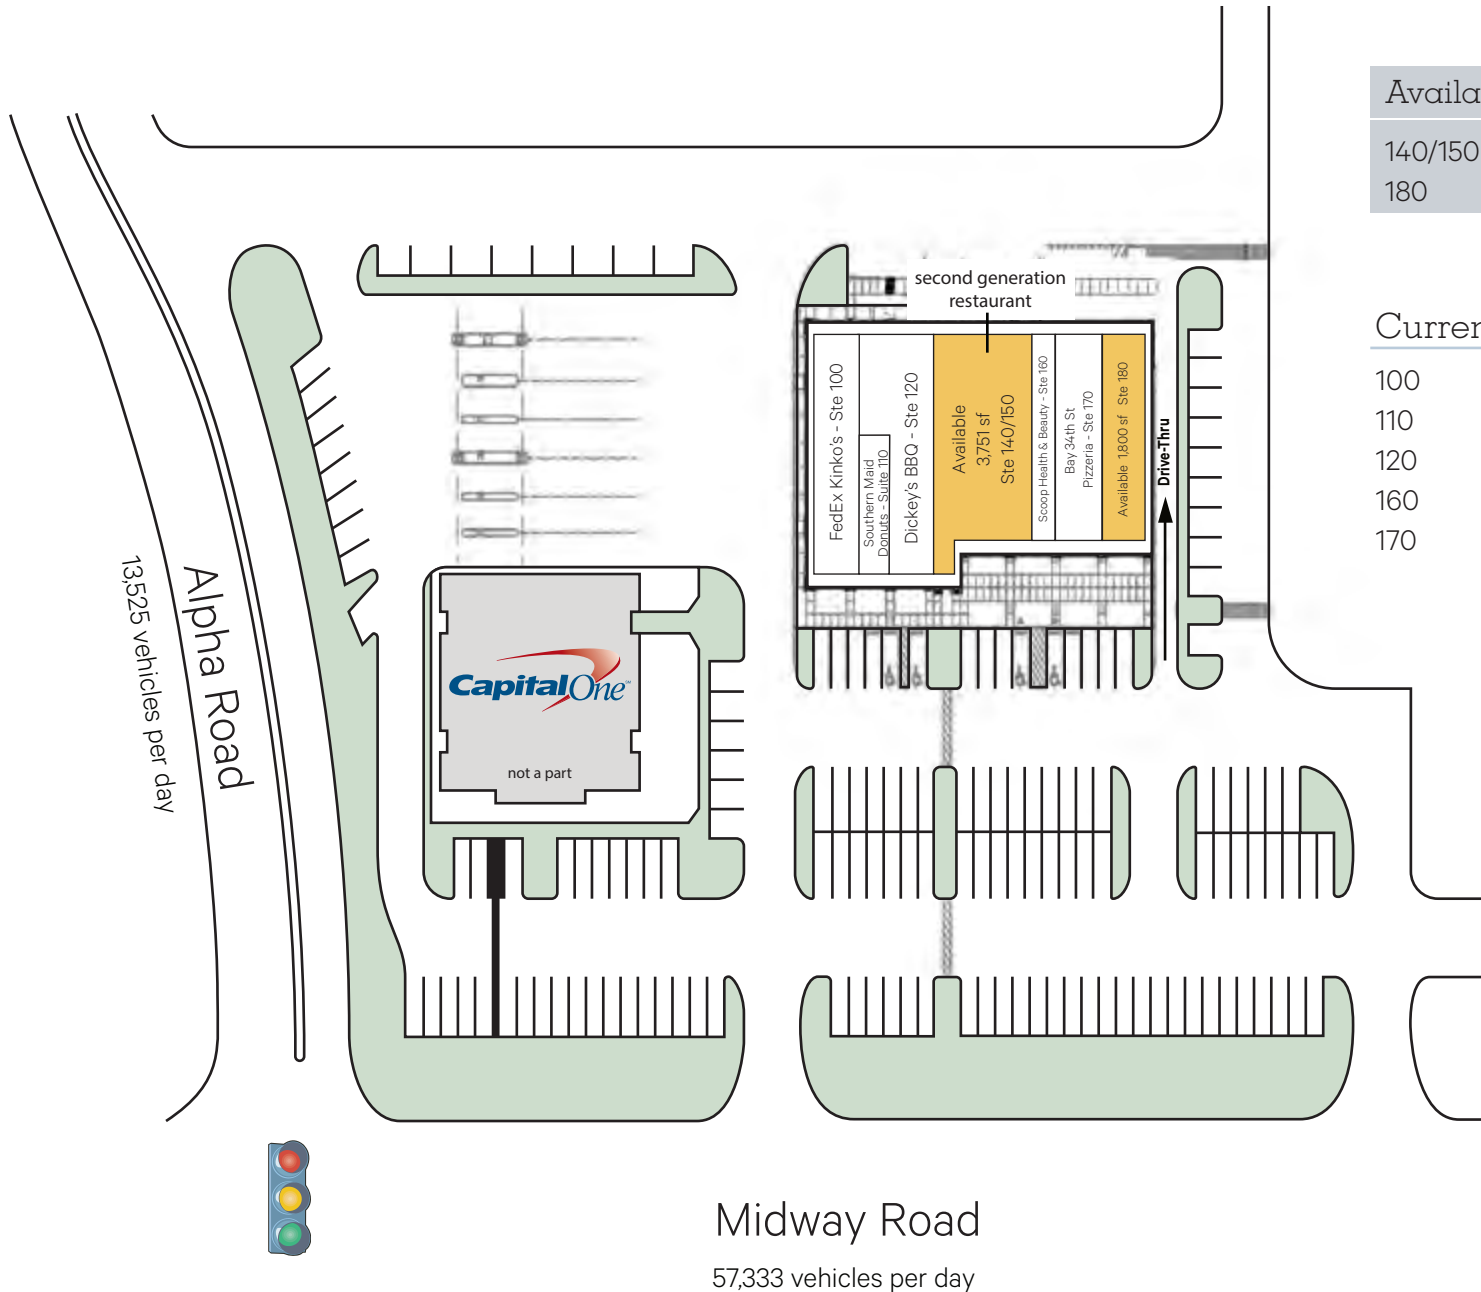 Availa
140/150
180
second generation
restaurant
Curren
100
110
120
160
170
FedEx Kinko's - Ste 100
Southern Maid
Donuts - Suite 110
Dickey's BBQ - Ste 120
Available
3,751 sf
Ste 140/150
Scoop Health & Beauty - Ste 160
Bay 34th St
Pizzeria - Ste 170
Available 1,800 sf Ste 180
Drive-Thru
Alpha Road
13,525 vehicles per day
CapitalOne
not a part
Midway Road
57,333 vehicles per day